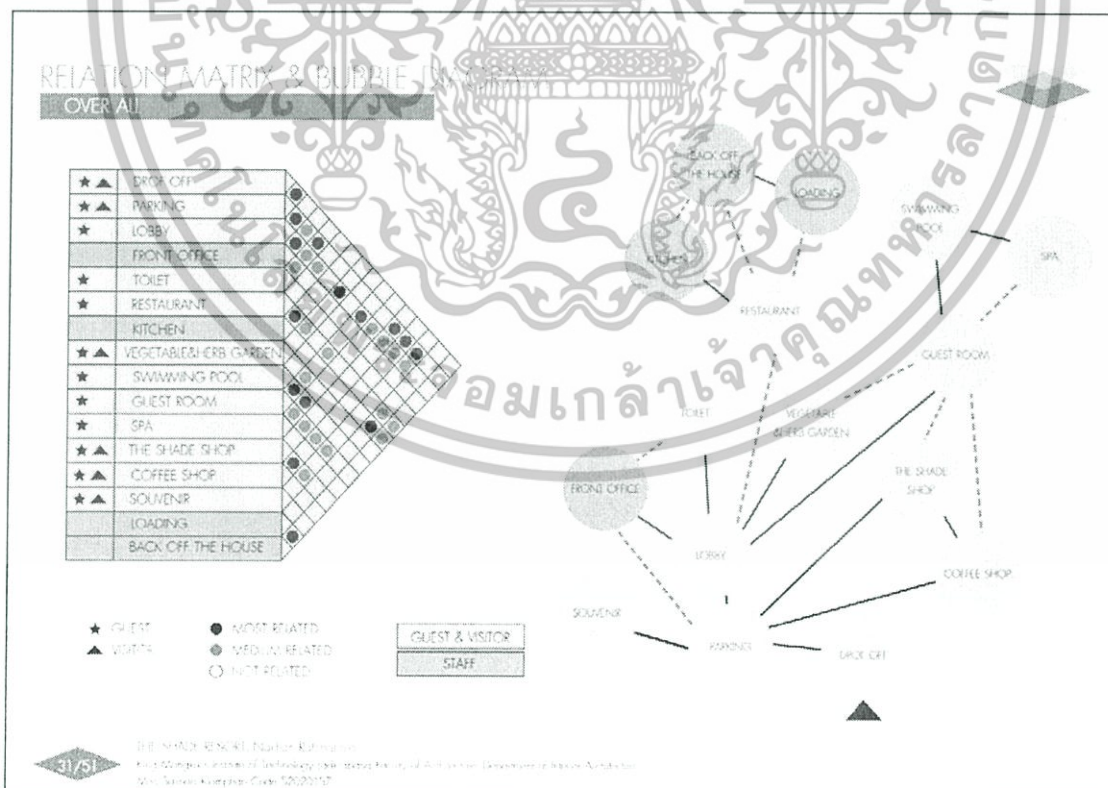 RELATION MATRIX & BUBBLE DIAGRAM
OVER ALL
DROP OFF
PARKING
LOBBY
FRONT OFFICE
TOILET
RESTAURANT
KITCHEN
VEGETABLE&HERB GARDEN
SWIMMING POOL
GUEST ROOM
SPA
THE SHADE SHOP
COFFEE SHOP
SOUVENIR
LOADING
BACK OFF THE HOUSE
GUEST
VISITOR
MOST RELATED
MEDIUM RELATED
NOT RELATED
GUEST & VISITOR
STAFF
BACK OFF
THE HOUSE
LOADING
KITCHEN
RESTAURANT
SWIMMING
POOL
SPA
GUEST ROOM
TOILET
VEGETABLE
&HERB GARDEN
FRONT OFFICE
THE SHADE
SHOP
LOBBY
COFFEE SHOP
SOUVENIR
PARKING
DROP OFF
จอมเกล้าเจ้าคุณทหารลาดก
31/51
THE SHADE RESORT,